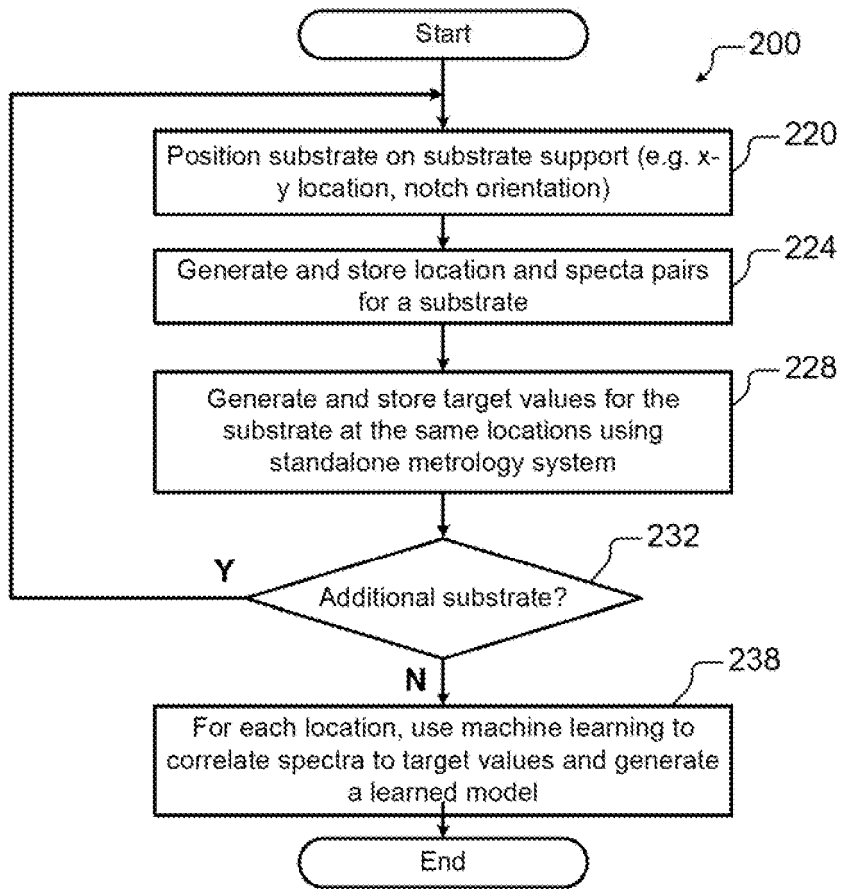 Start
200
Position substrate on substrate support (e.g. x-
y location, notch orientation)
220
Generate and store location and specta pairs
for a substrate
224
Generate and store target values for the
substrate at the same locations using
standalone metrology system
228
Additional substrate?
232
Y
N
For each location, use machine learning to
correlate spectra to target values and generate
a learned model
238
End